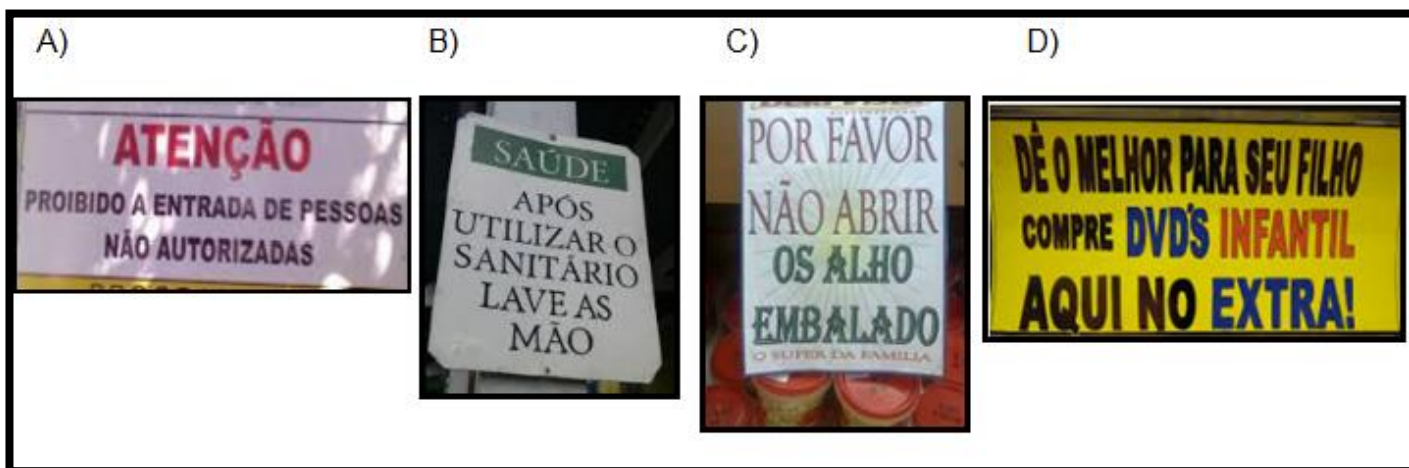 A)
B)
C)
D)
ATENÇÃO
PROIBIDO A ENTRADA DE PESSOAS
NÃO AUTORIZADAS
SAÚDE
APÓS
UTILIZAR O
SANITÁRIO
LAVE AS
MÃO
POR FAVOR
NÃO ABRIR
OS ALHO
EMBALADO
O SUPER DA FAMILIA
DÊ O MELHOR PARA SEU FILHO
COMPRE DVD'S INFANTIL
AQUI NO EXTRA!